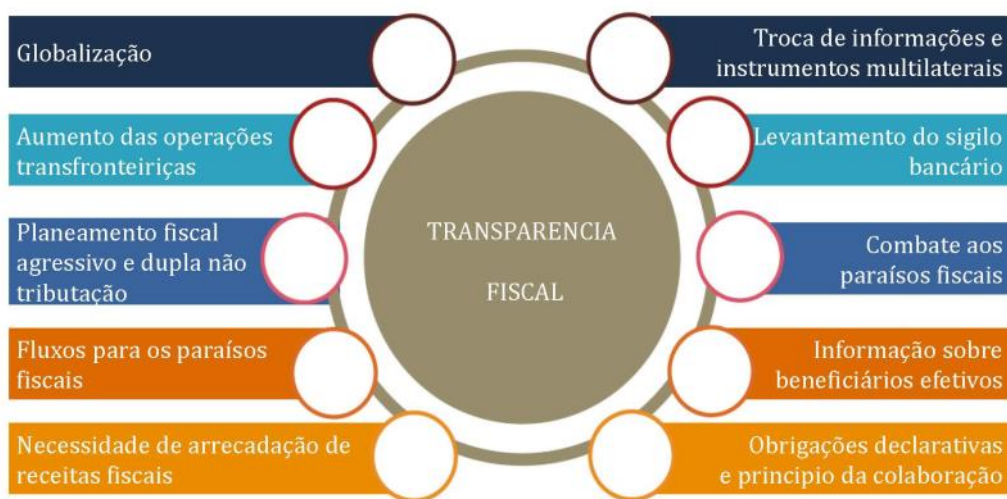 Globalização
Aumento das operações
transfronteiriças
Planeamento fiscal
agressivo e dupla não
tributação
Fluxos para os paraísos
fiscais
Necessidade de arrecadação de
receitas fiscais
TRANSPARENCIA
FISCAL
Troca de informações e
instrumentos multilaterais
Levantamento do sigilo
bancário
Combate aos
paraísos fiscais
Informação sobre
beneficiários efetivos
Obrigações declarativas
e principio da colaboração